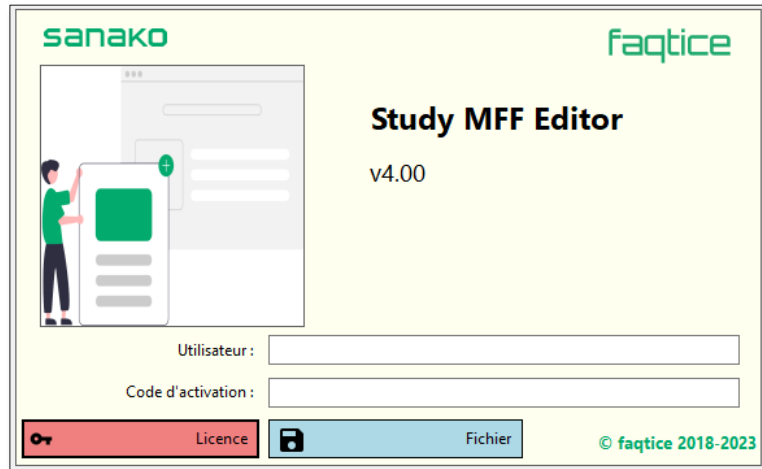 sanako
faqtice
Study MFF Editor
v4.00
Utilisateur :
Code d'activation :
Licence
Fichier
© faqtice 2018-2023